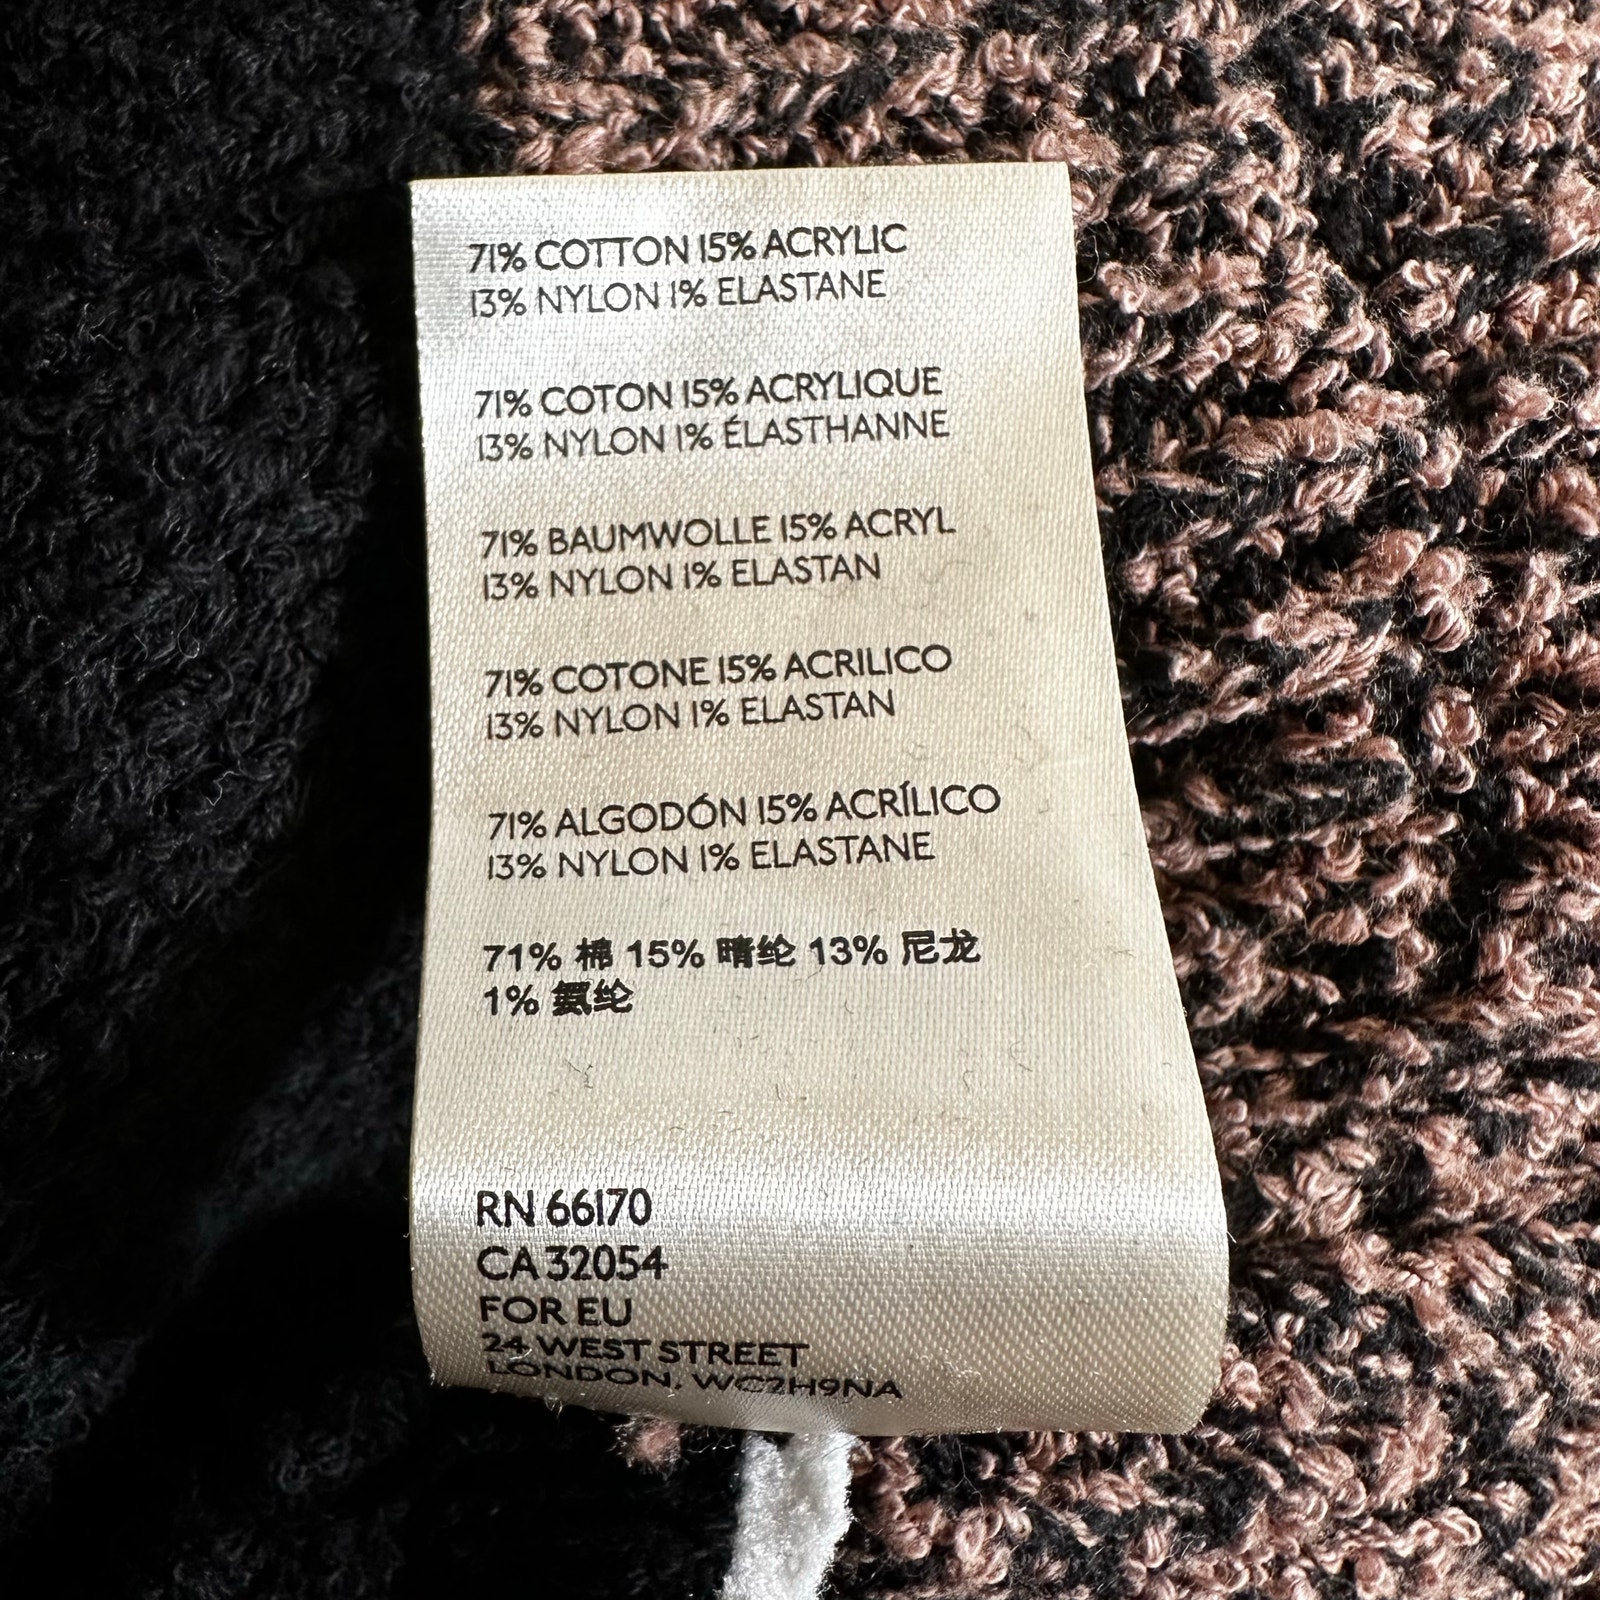 71% COTTON 15% ACRYLIC
13% NYLON 1% ELASTANE
71% COTON 15% ACRYLIQUE
13% NYLON 1% ÉLASTHANNE
71% BAUMWOLLE 15% ACRYL
13% NYLON 1% ELASTAN
71% COTONE 15% ACRILICO
13% NYLON 1% ELASTAN
71% ALGODÓN 15% ACRÍLICO
13% NYLON 1% ELASTANE
71% 棉 15% 晴纶 13% 尼龙
1% 氨纶
RN 66170
CA 32054
FOR EU
24 WEST STREET
LONDON, WC2H9NA